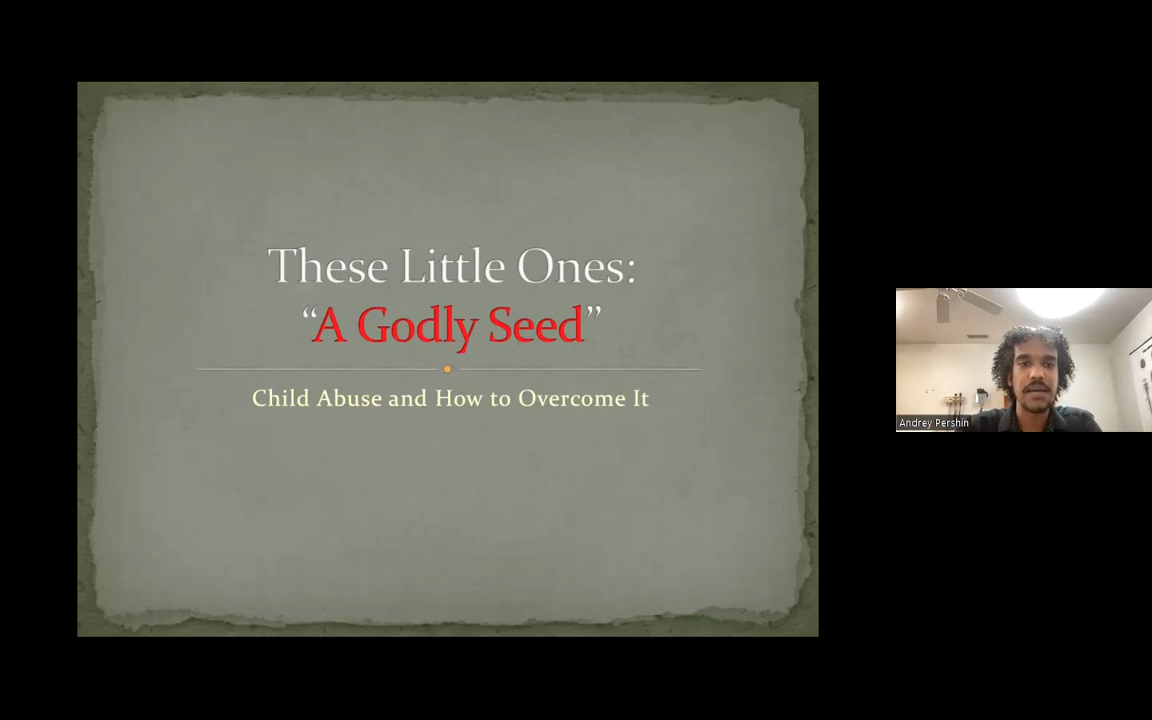 These Little Ones:
“A Godly Seed”
Child Abuse and How to Overcome It
Andrey Pershin